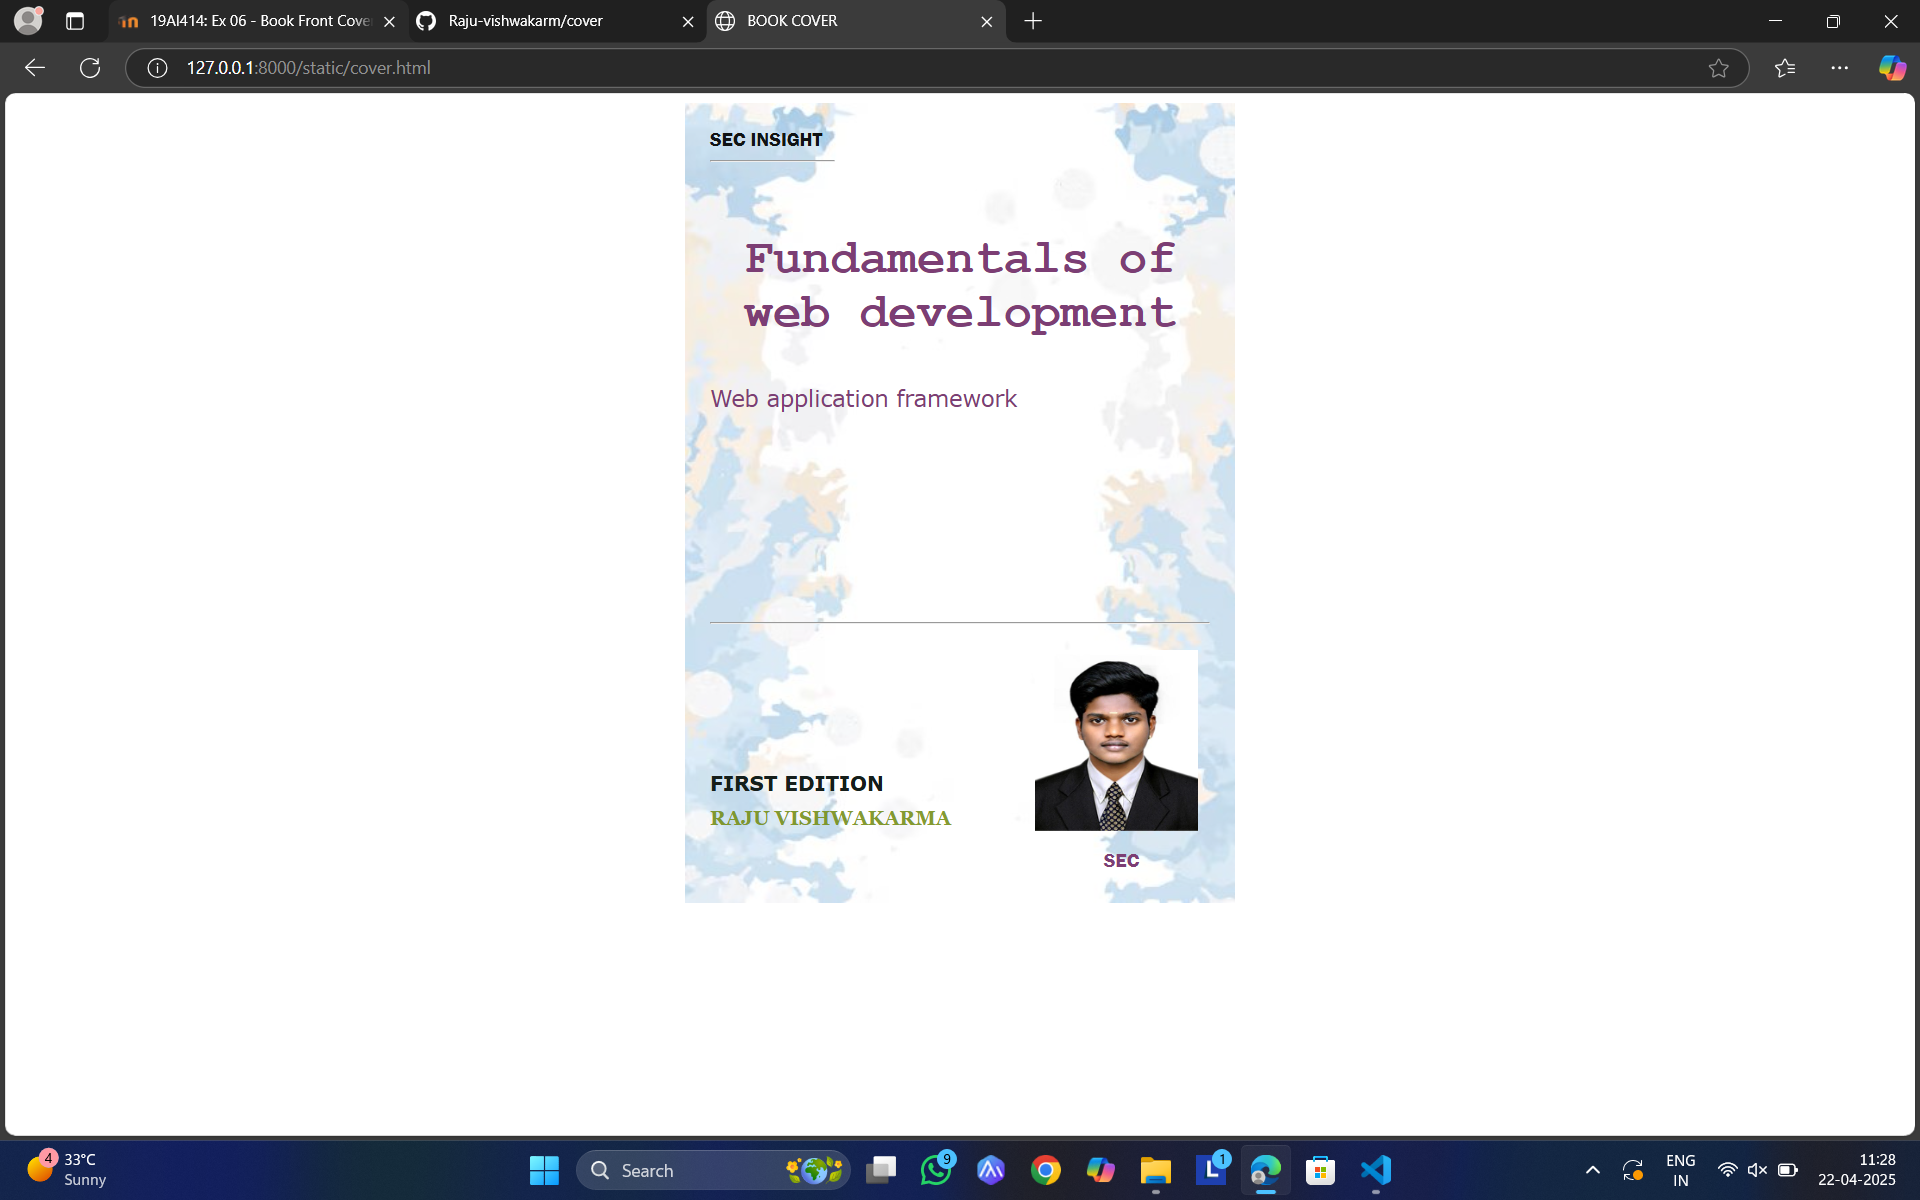 19AI414: Ex 06 - Book Front Cove
Raju-vishwakarm/cover
BOOK COVER
127.0.0.1:8000/static/cover.html
SEC INSIGHT
Fundamentals of
web development
Web application framework
FIRST EDITION
RAJU VISHWAKARMA
SEC
4
33°C
Sunny
Search
9
L
1
ENG
IN
11:28
22-04-2025